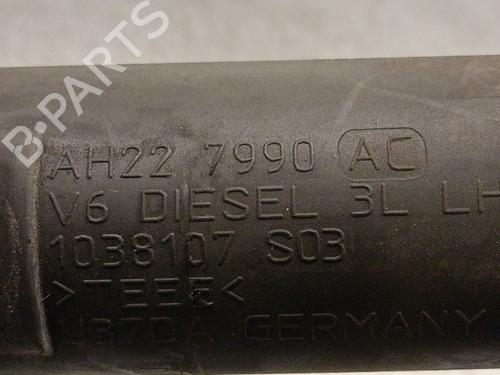 B-PARTS
AH22 7990 AC
V6 DIESEL 3L LH
1038107 S03
>TEEE<
GERMANY